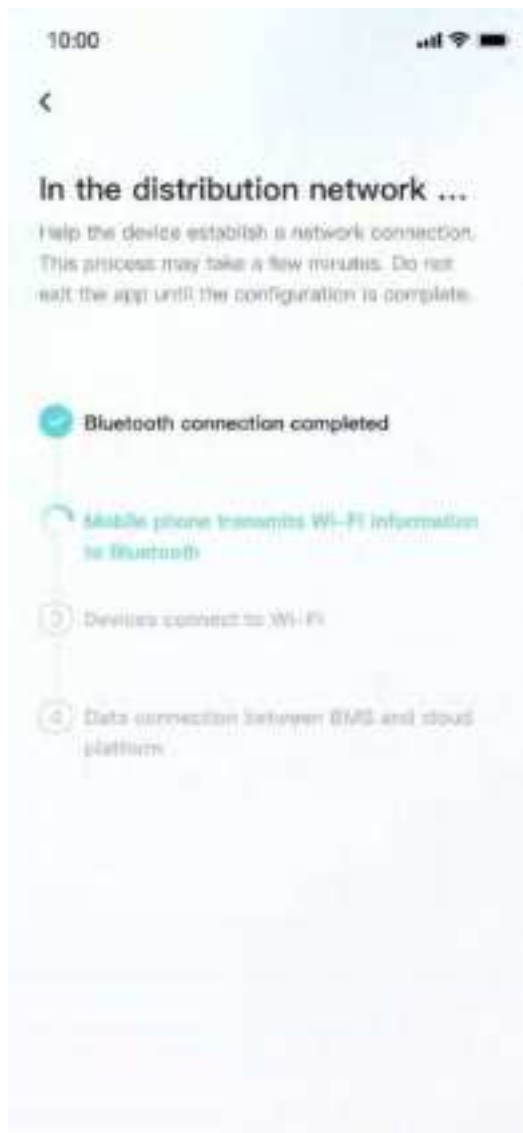 10:00
In the distribution network ...
Help the device establish a network connection.
This process may take a few minutes. Do not
exit the app until the configuration is complete.
Bluetooth connection completed
Mobile phone transmits Wi-Fi information
to Bluetooth
3 Devices connect to Wi-Fi
4 Data connection between BMS and cloud
platform